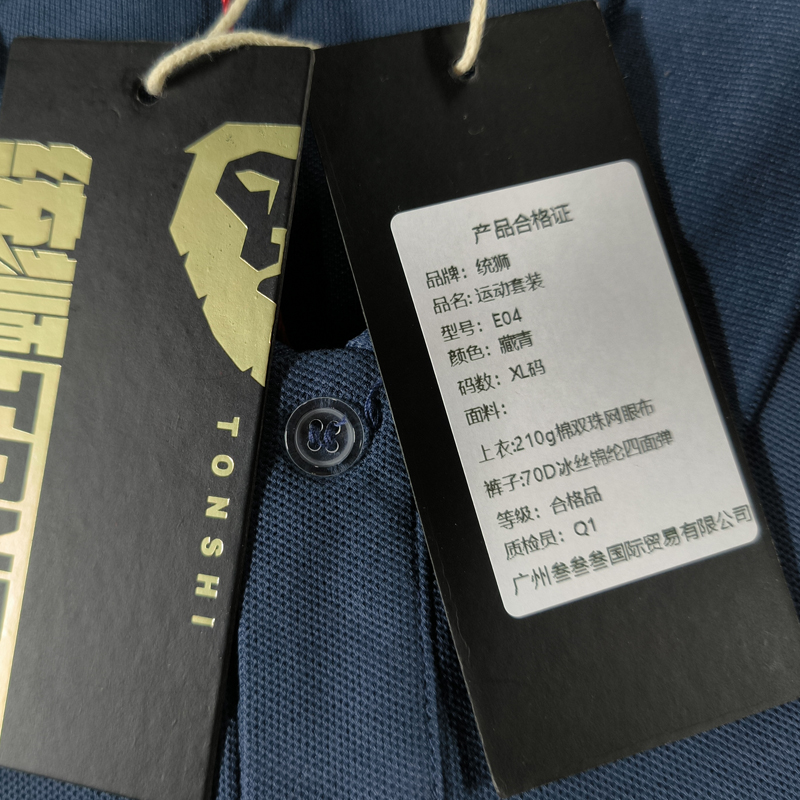 统狮
TONSHI
产品合格证
品牌：统狮
品名:运动套装
型号：E04
颜色：藏青
码数：XL码
面料：
上衣:210g棉双珠网眼布
裤子:70D冰丝锦纶四面弹
等级：合格品
质检员：Q1
广州叁叁叁国际贸易有限公司